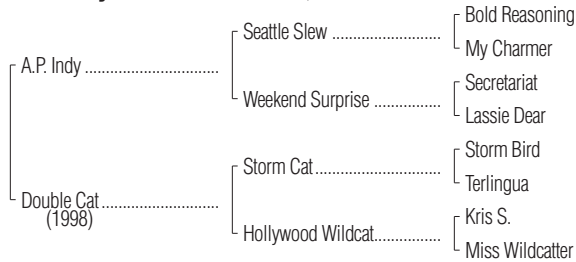 Bold Reasoning
Seattle Slew ....................
My Charmer
A.P. Indy .........................
Secretariat
Weekend Surprise ................
Lassie Dear
Storm Bird
Storm Cat.......................
Terlingua
Double Cat......................
(1998)
Kris S.
Hollywood Wildcat................
Miss Wildcatter